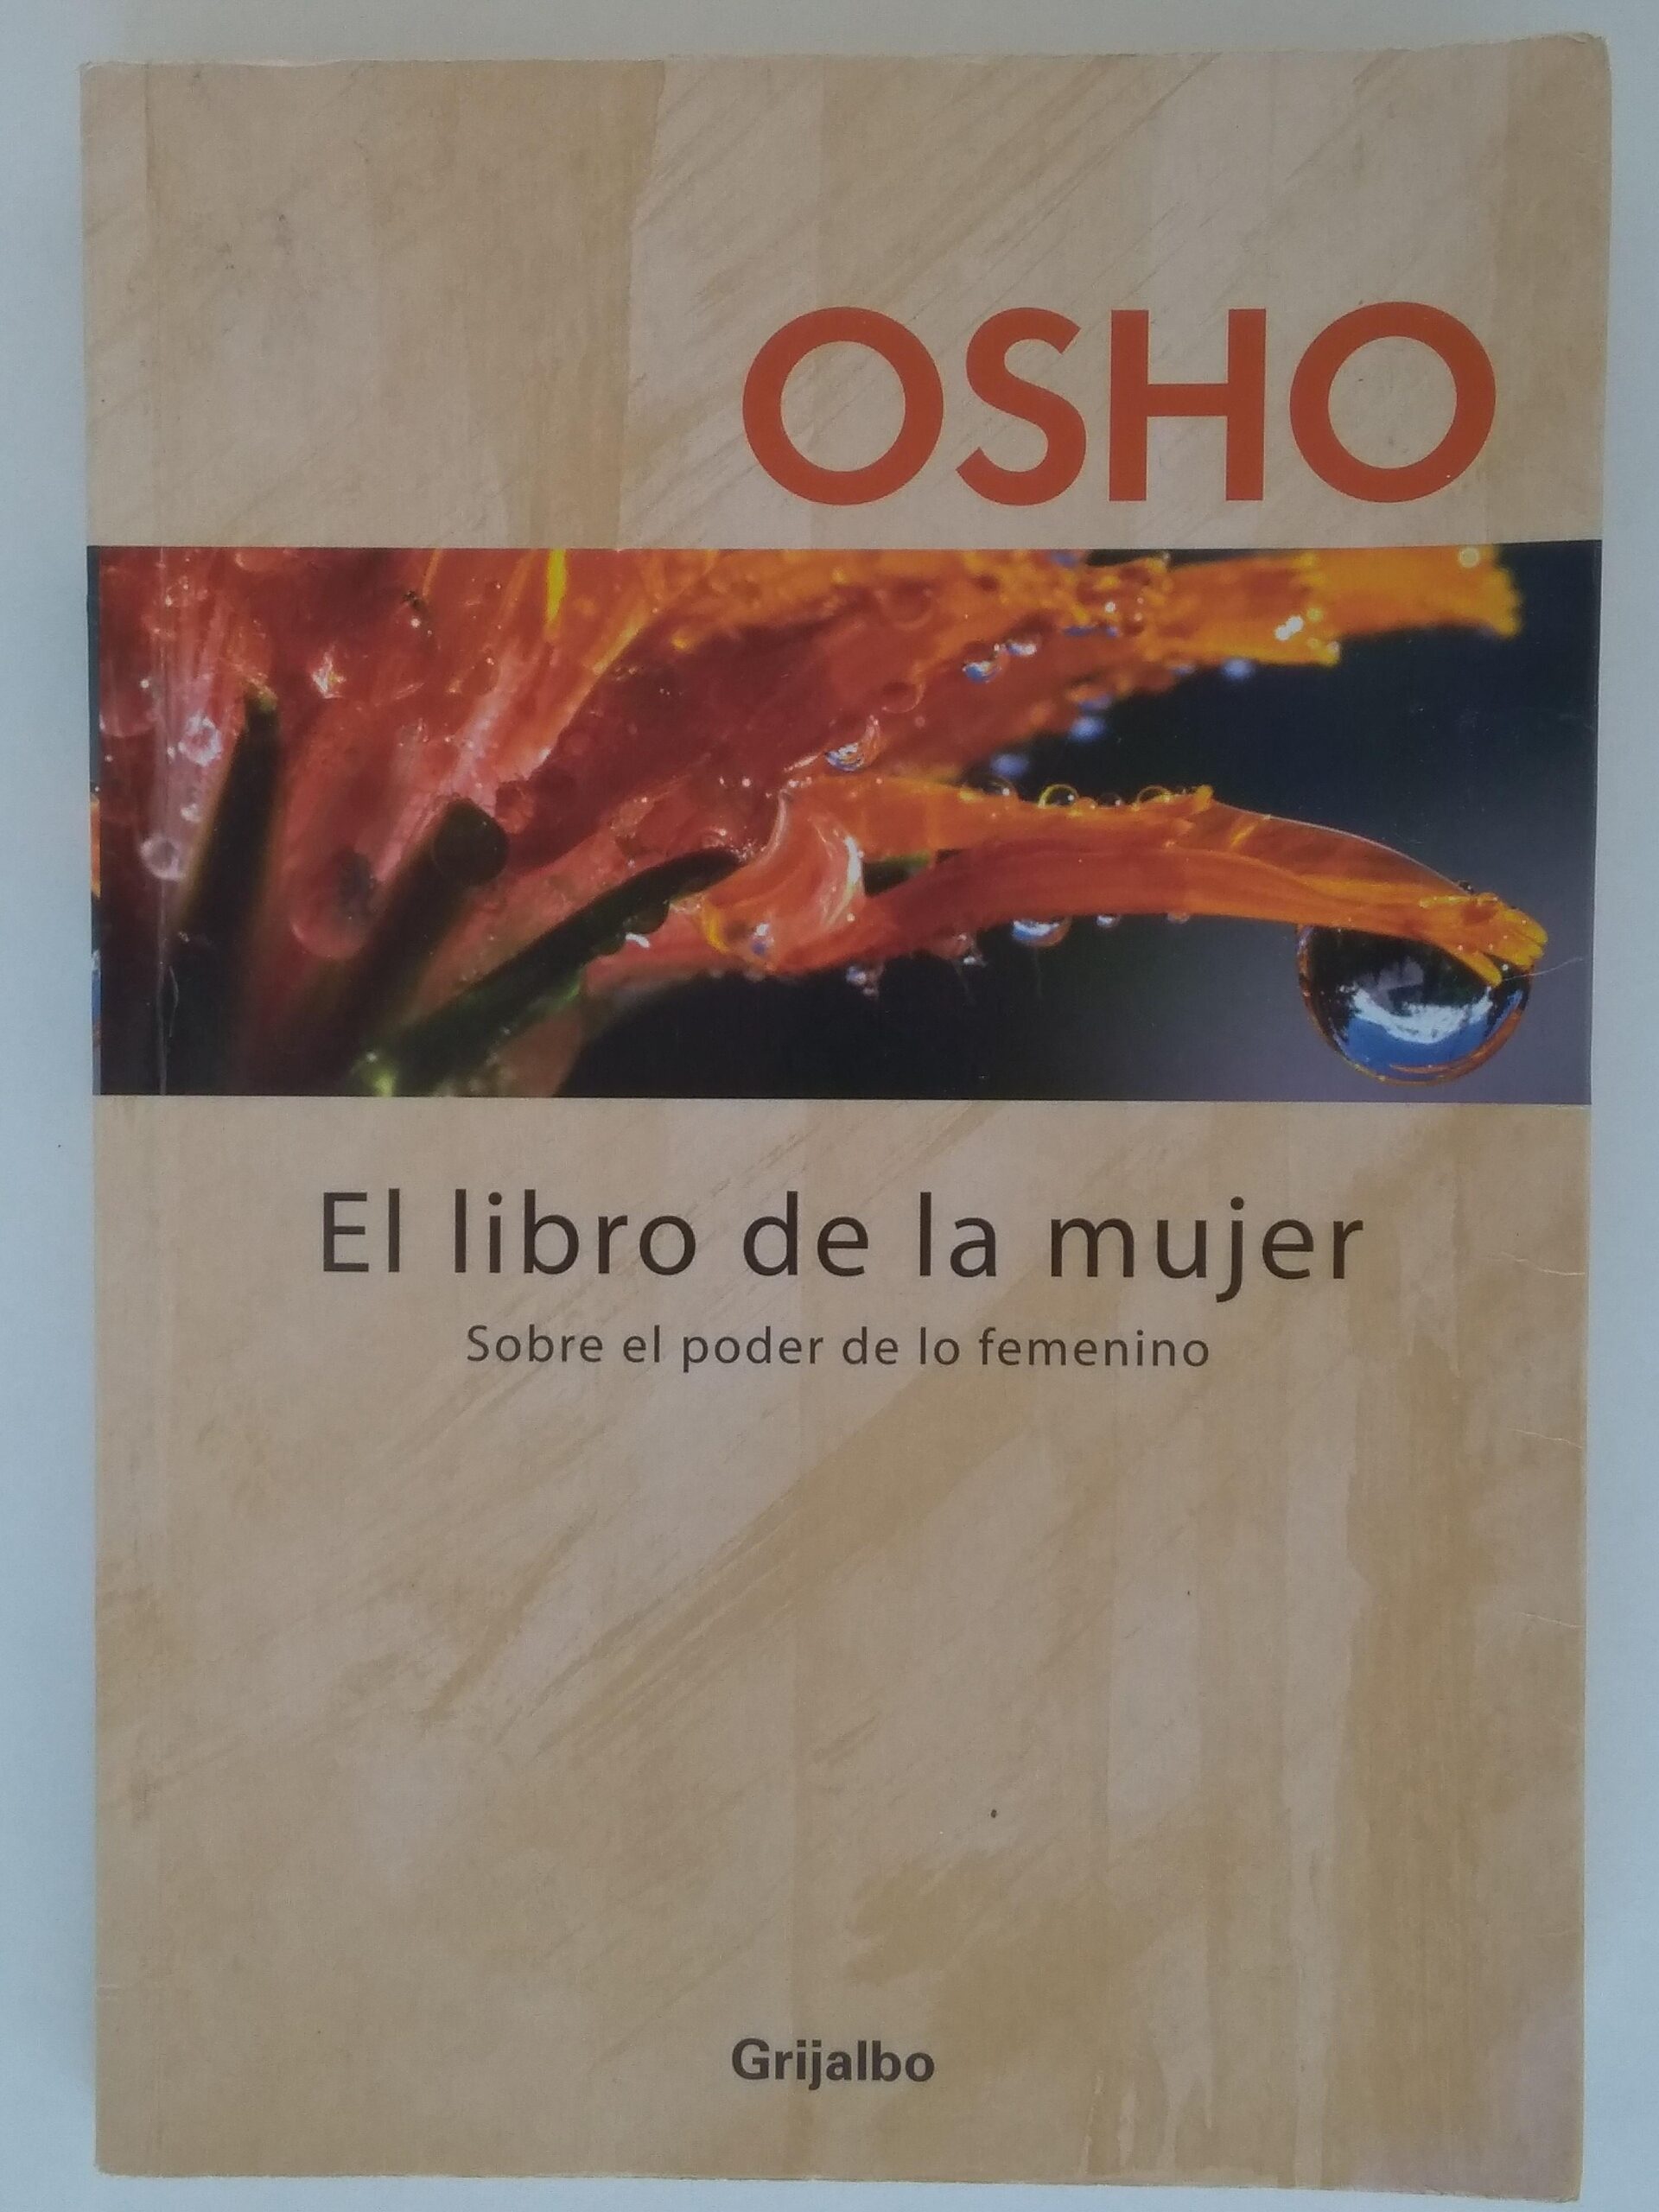 OSHO
El libro de la mujer
Sobre el poder de lo femenino
Grijalbo